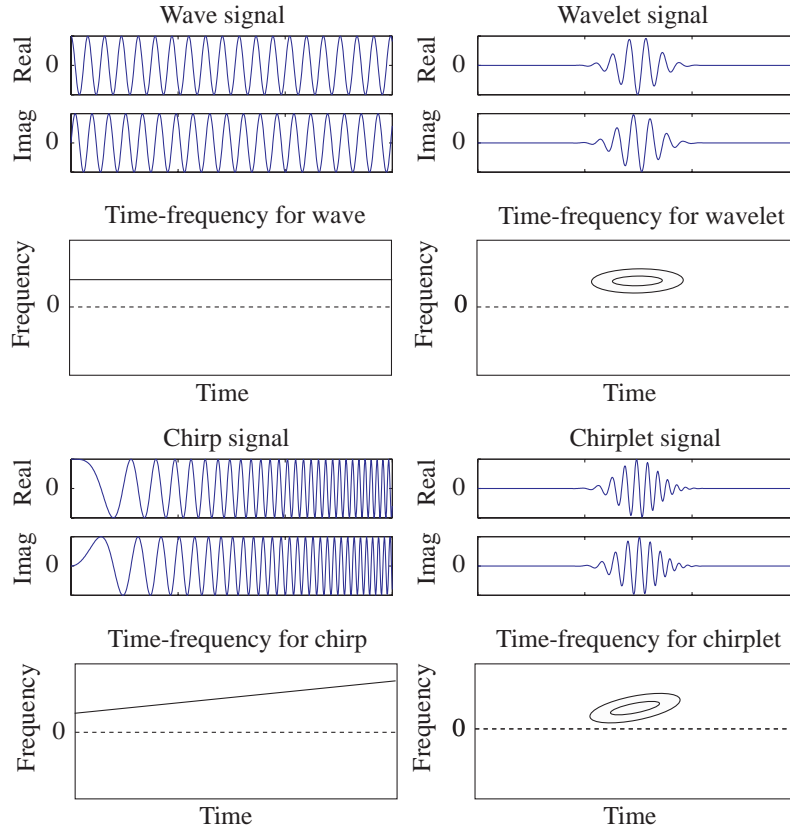 Wave signal
Real
0
Imag
0
Time-frequency for wave
Frequency
0
Time
Wavelet signal
Real
0
Imag
0
Time-frequency for wavelet
Frequency
0
Time
Chirp signal
Real
0
Imag
0
Time-frequency for chirp
Frequency
0
Time
Chirplet signal
Real
0
Imag
0
Time-frequency for chirplet
Frequency
0
Time